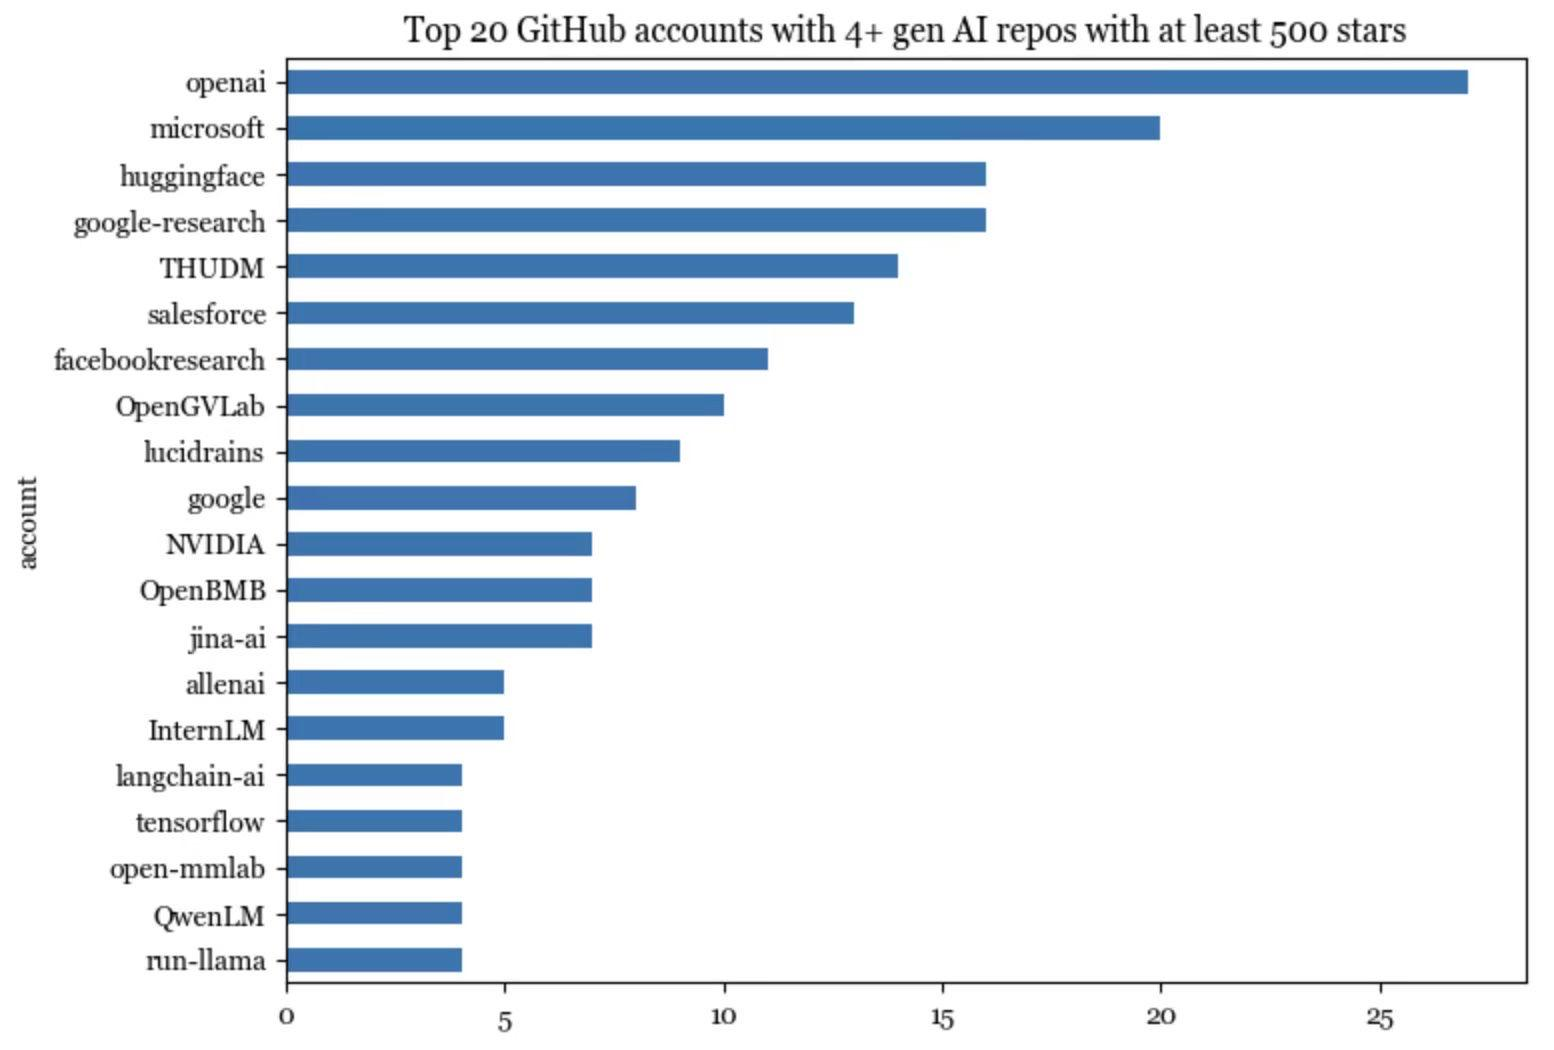 Top 20 GitHub accounts with 4+ gen AI repos with at least 500 stars
openai
microsoft
huggingface
google-research
THUDM
salesforce
facebookresearch
OpenGVLab
lucidrains
google
NVIDIA
OpenBMB
jina-ai
allenai
InternLM
langchain-ai
tensorflow
open-mmlab
QwenLM
run-llama
account
0 5 10 15 20 25